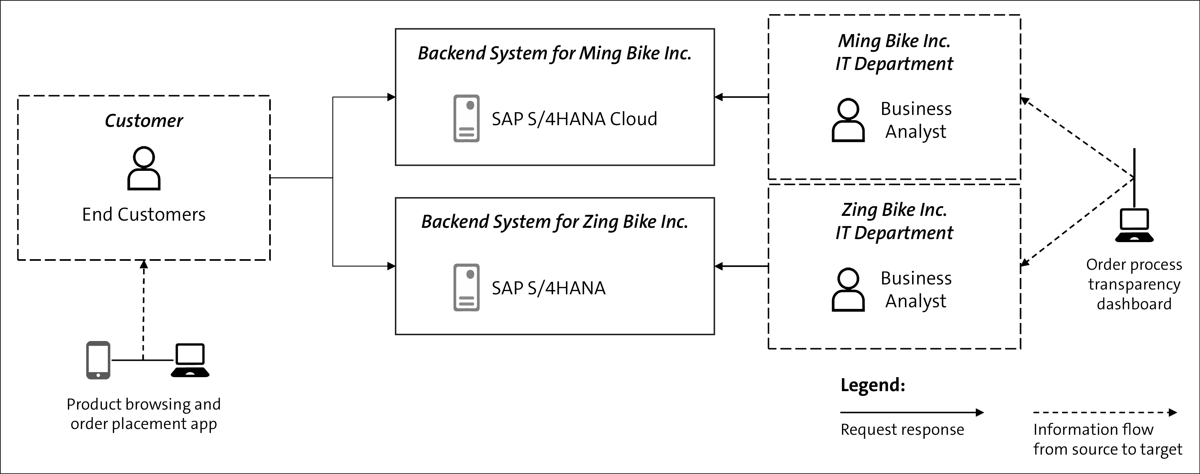 Customer
End Customers
Product browsing and
order placement app
Backend System for Ming Bike Inc.
SAP S/4HANA Cloud
Backend System for Zing Bike Inc.
SAP S/4HANA
Ming Bike Inc.
IT Department
Business
Analyst
Zing Bike Inc.
IT Department
Business
Analyst
Order process
transparency
dashboard
Legend:
Request response
Information flow
from source to target